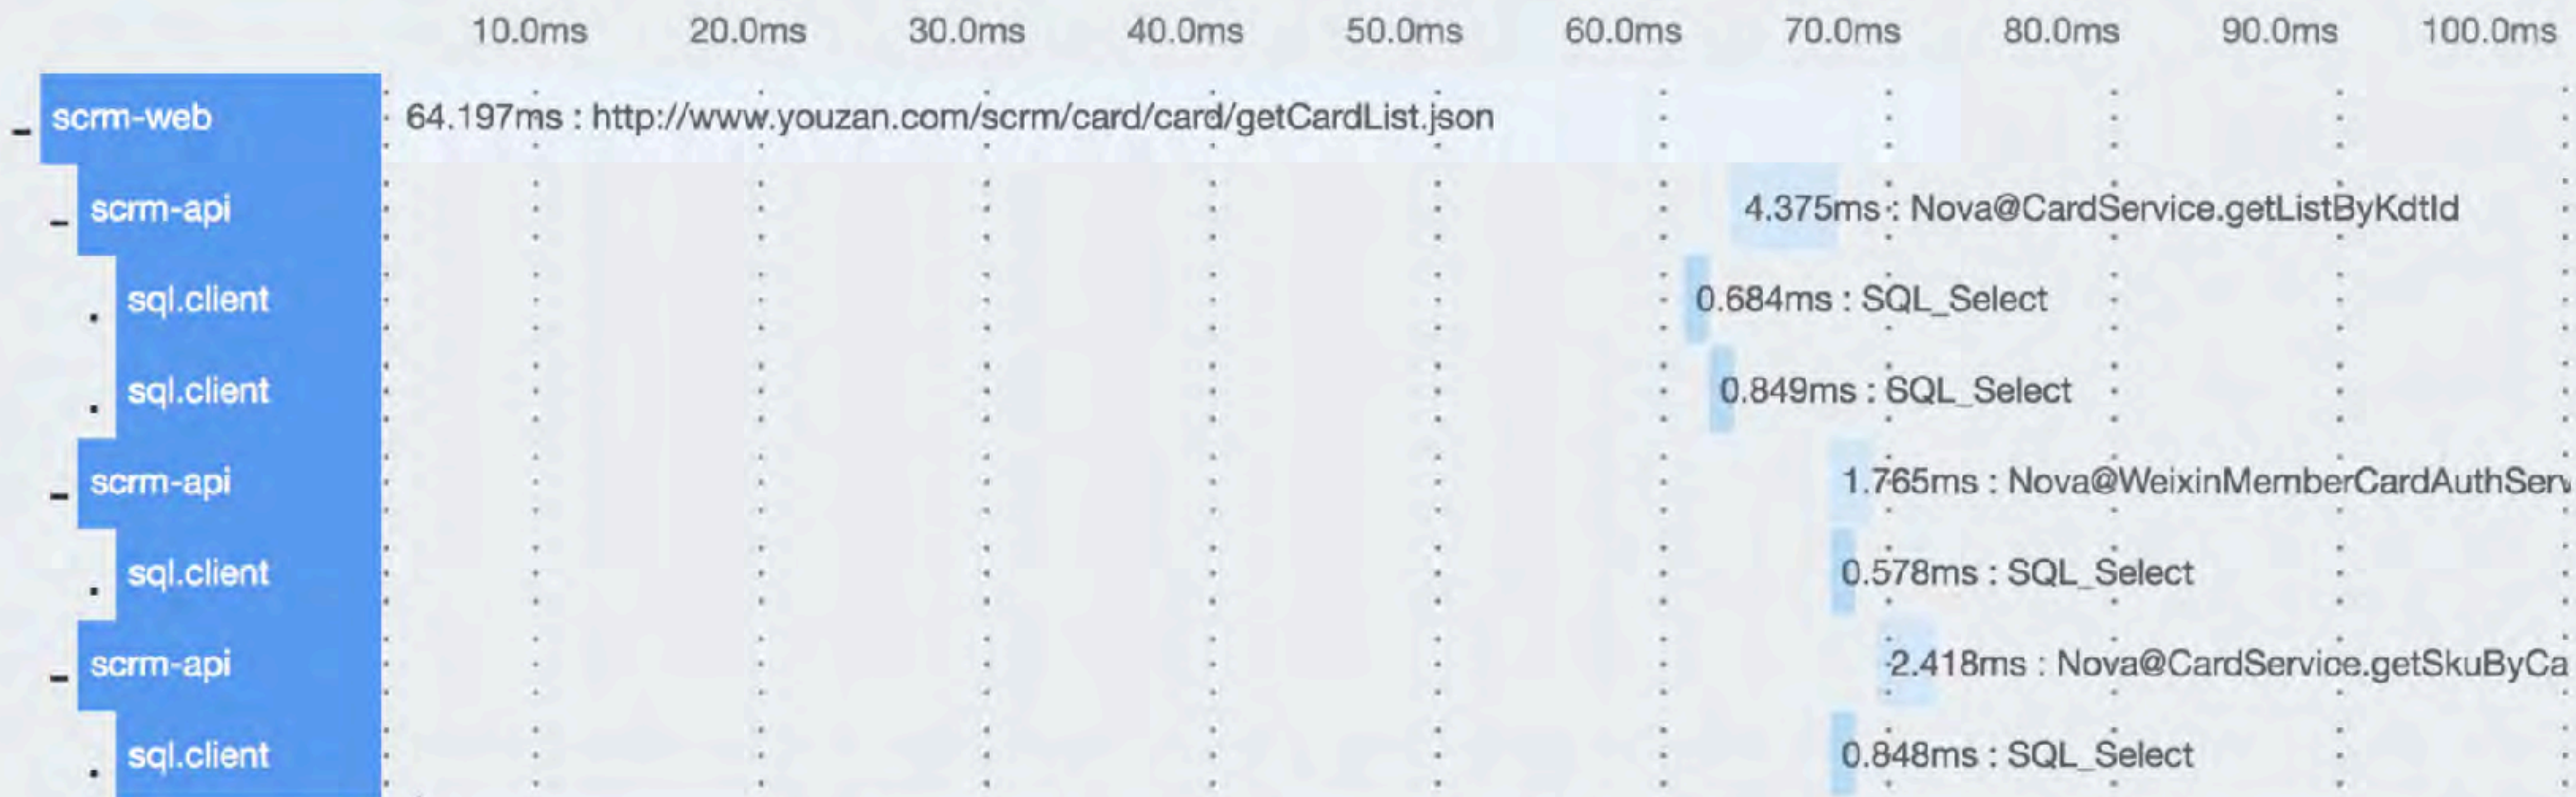 10.0ms 20.0ms 30.0ms 40.0ms 50.0ms 60.0ms 70.0ms 80.0ms 90.0ms 100.0ms
scrm-web 64.197ms : http://www.youzan.com/scrm/card/card/getCardList.json
scrm-api 4.375ms : Nova@CardService.getListByKdtId
sql.client 0.684ms : SQL_Select
sql.client 0.849ms : SQL_Select
scrm-api 1.765ms : Nova@WeixinMemberCardAuthServ
sql.client 0.578ms : SQL_Select
scrm-api 2.418ms : Nova@CardService.getSkuByCa
sql.client 0.848ms : SQL_Select